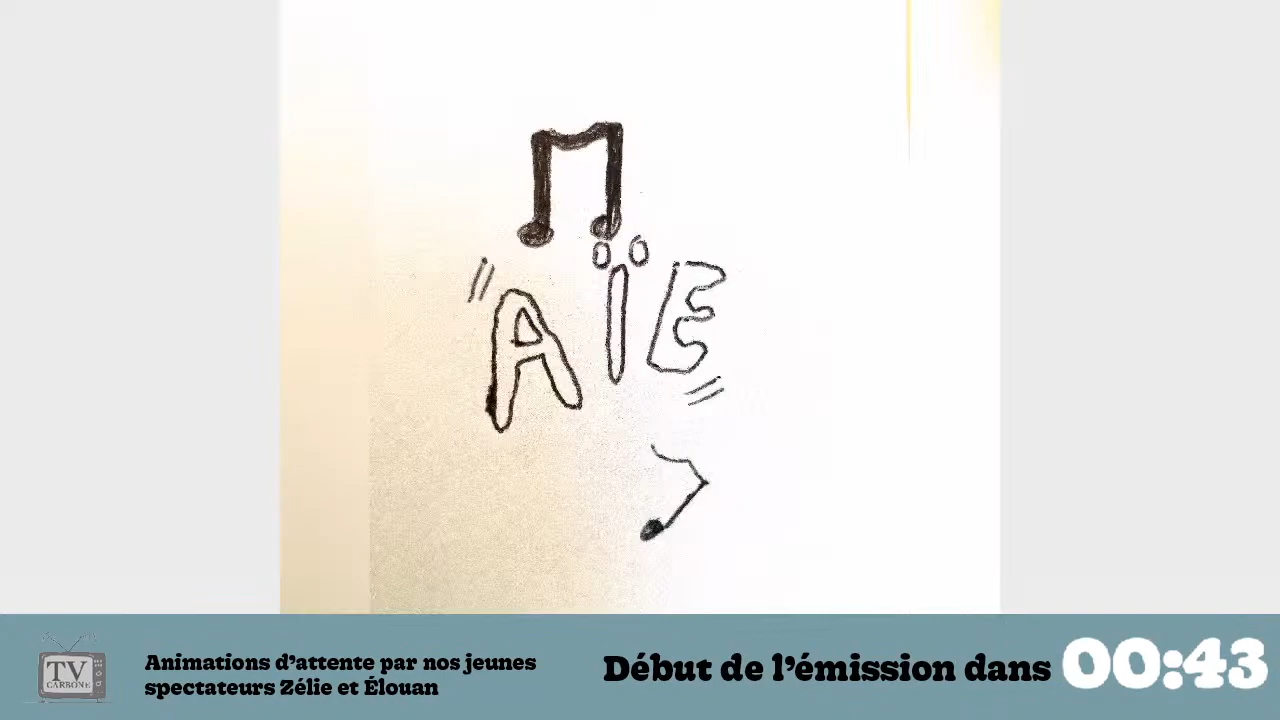 AÏE
TV
CARBONE
Animations d'attente par nos jeunes
spectateurs Zélie et Élouan
Début de l'émission dans 00:43